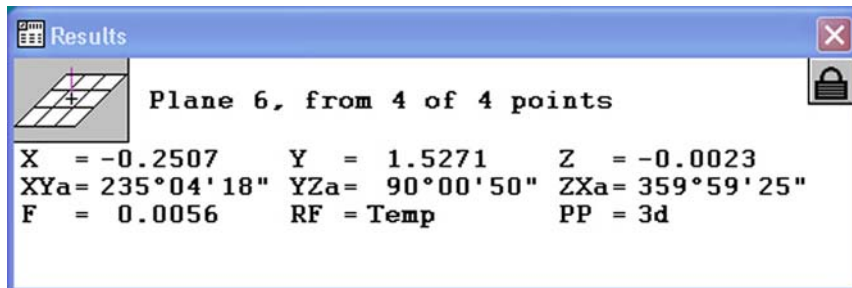 Results
Plane 6, from 4 of 4 points
X = -0.2507 Y = 1.5271 Z = -0.0023
XYa= 235°04'18" YZa= 90°00'50" ZXa= 359°59'25"
F = 0.0056 RF = Temp PP = 3d